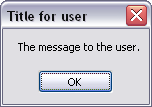 Title for user
The message to the user.
OK